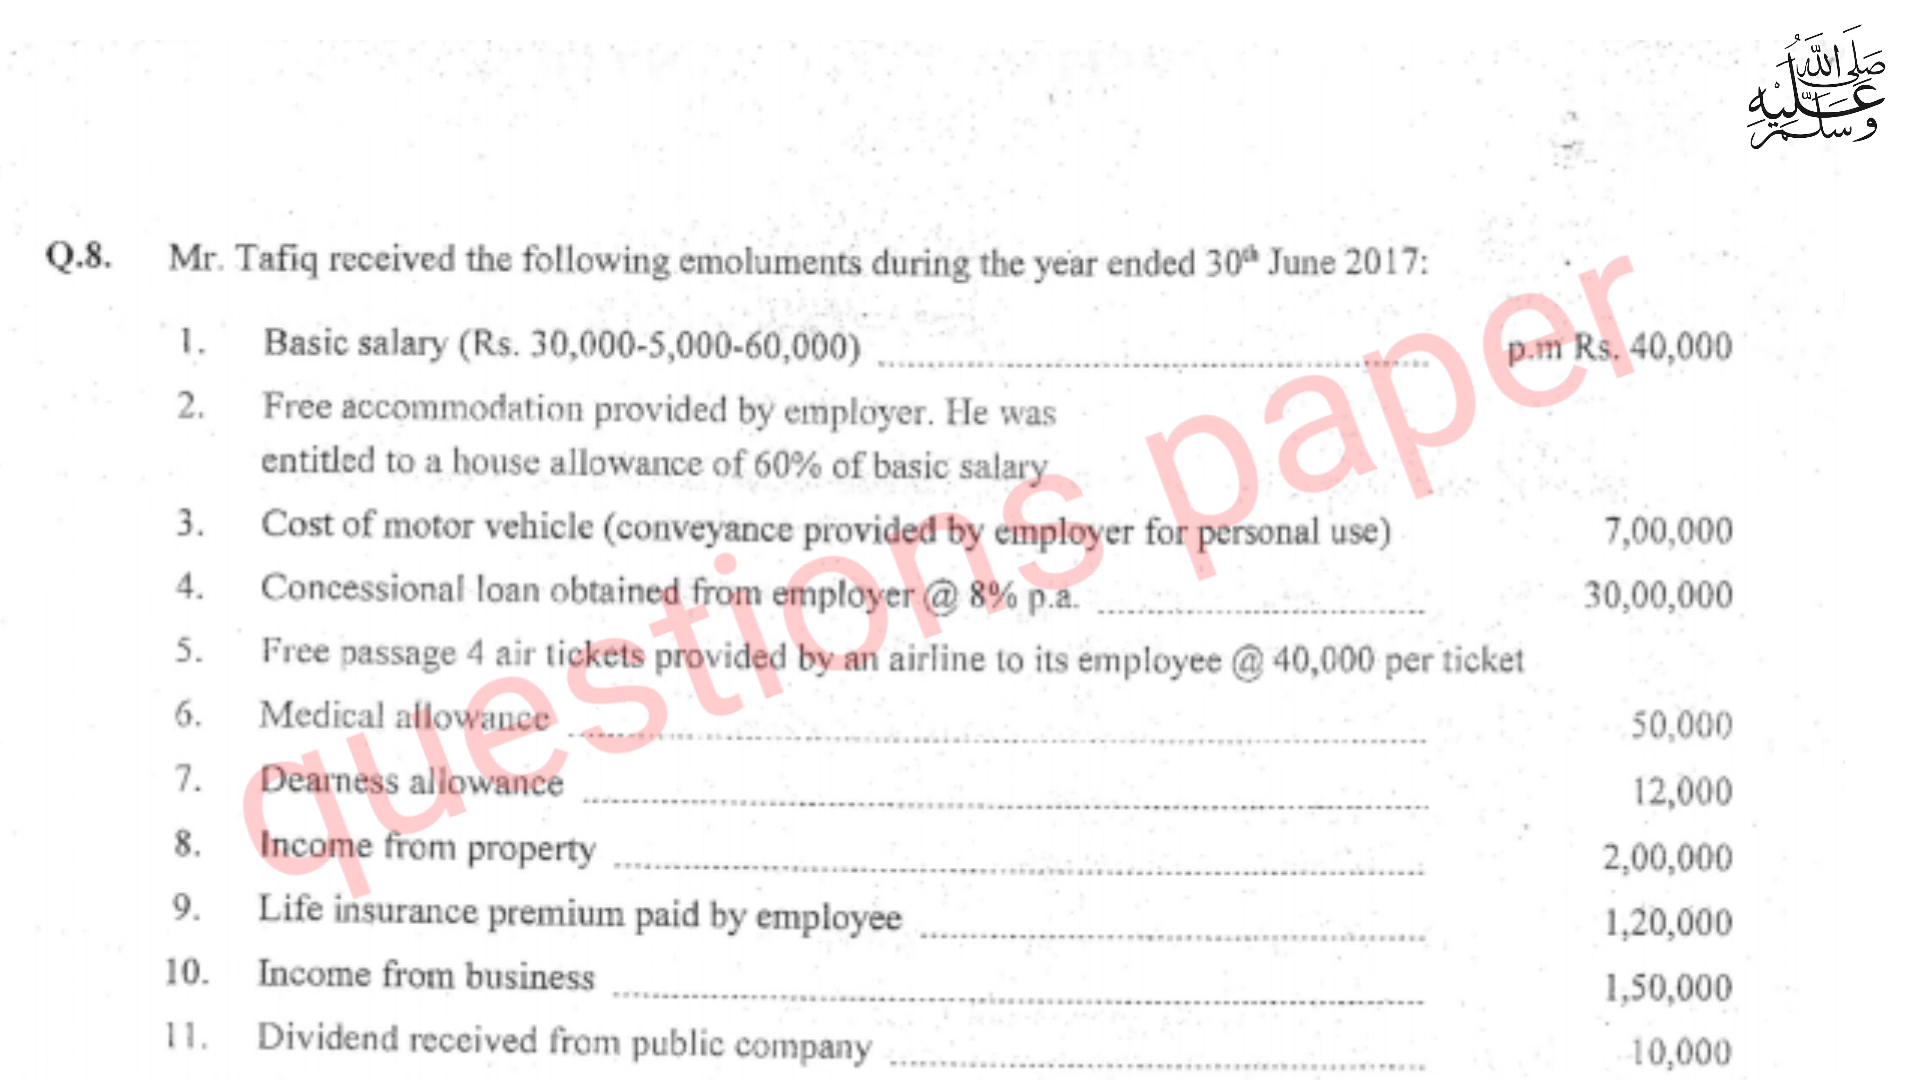 صَلَّى اللّٰهُ
عَلَيْهِ
وَسَلَّمَ
Q.8. Mr. Tafiq received the following emoluments during the year ended 30th June 2017:
1. Basic salary (Rs. 30,000-5,000-60,000) p.m Rs. 40,000
2. Free accommodation provided by employer. He was
entitled to a house allowance of 60% of basic salary
3. Cost of motor vehicle (conveyance provided by employer for personal use) 7,00,000
4. Concessional loan obtained from employer @ 8% p.a. 30,00,000
5. Free passage 4 air tickets provided by an airline to its employee @ 40,000 per ticket
6. Medical allowance 50,000
7. Dearness allowance 12,000
8. Income from property 2,00,000
9. Life insurance premium paid by employee 1,20,000
10. Income from business 1,50,000
11. Dividend received from public company 10,000
questions paper